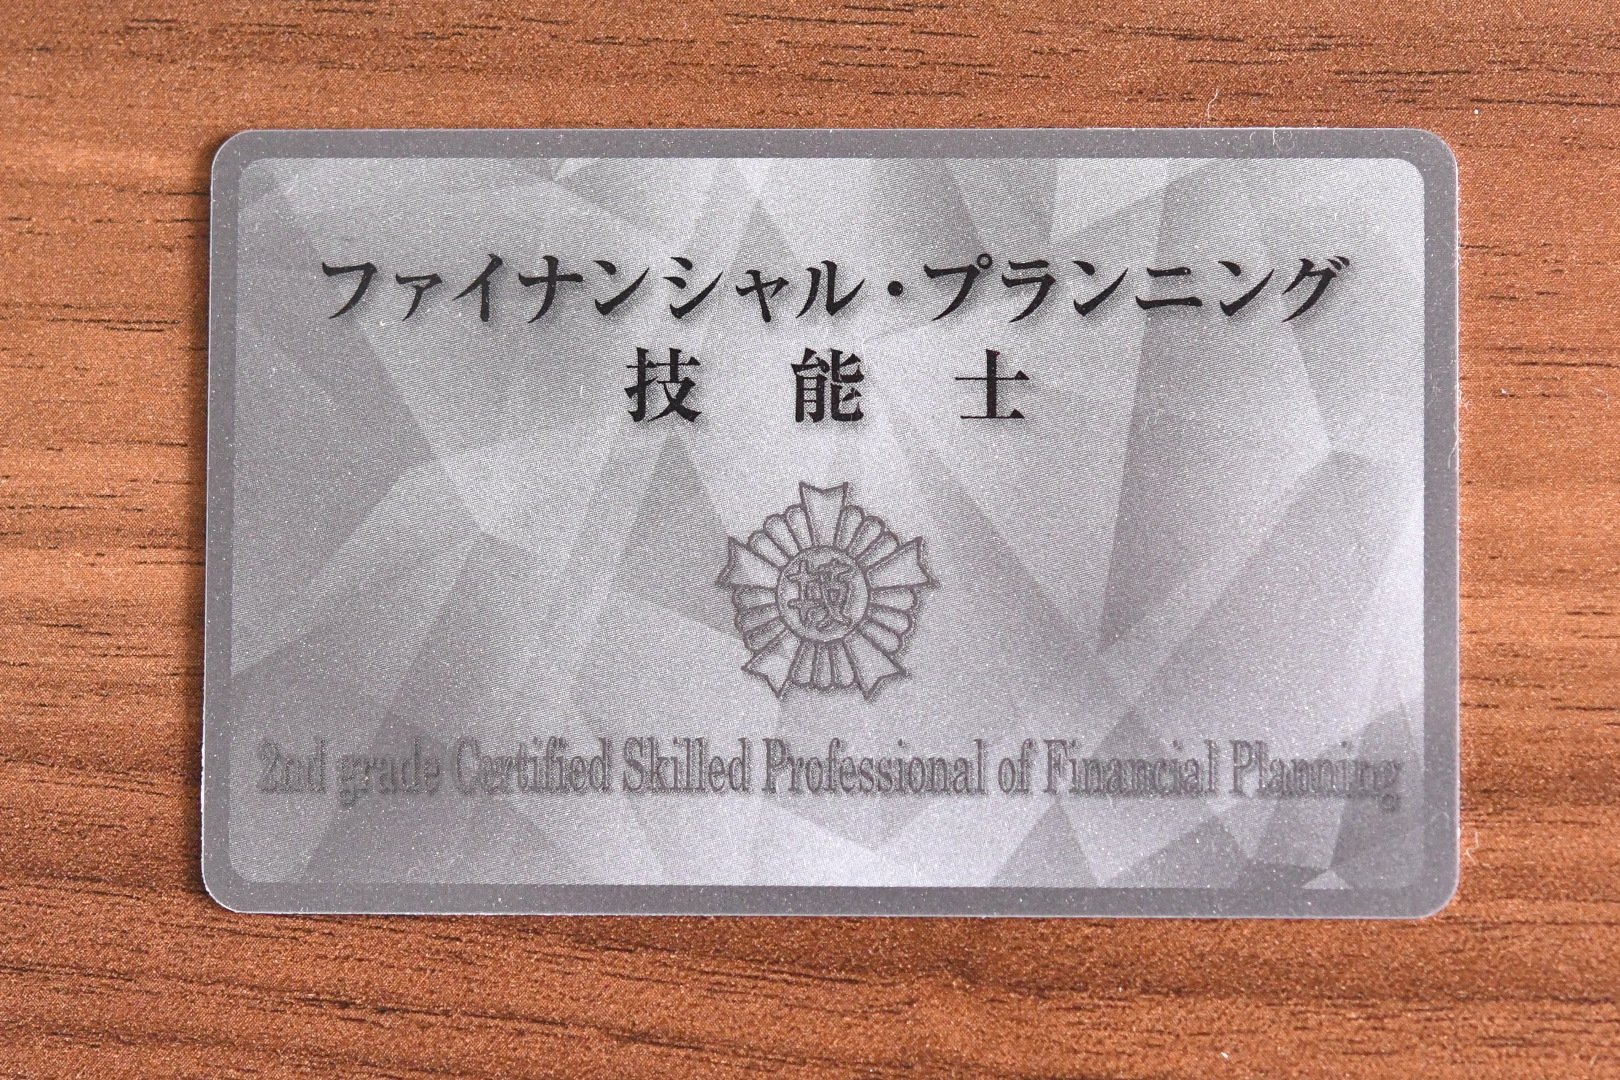 ファイナンシャル・プランニング
技能士
技
2nd grade Certified Skilled Professional of Financial Planning